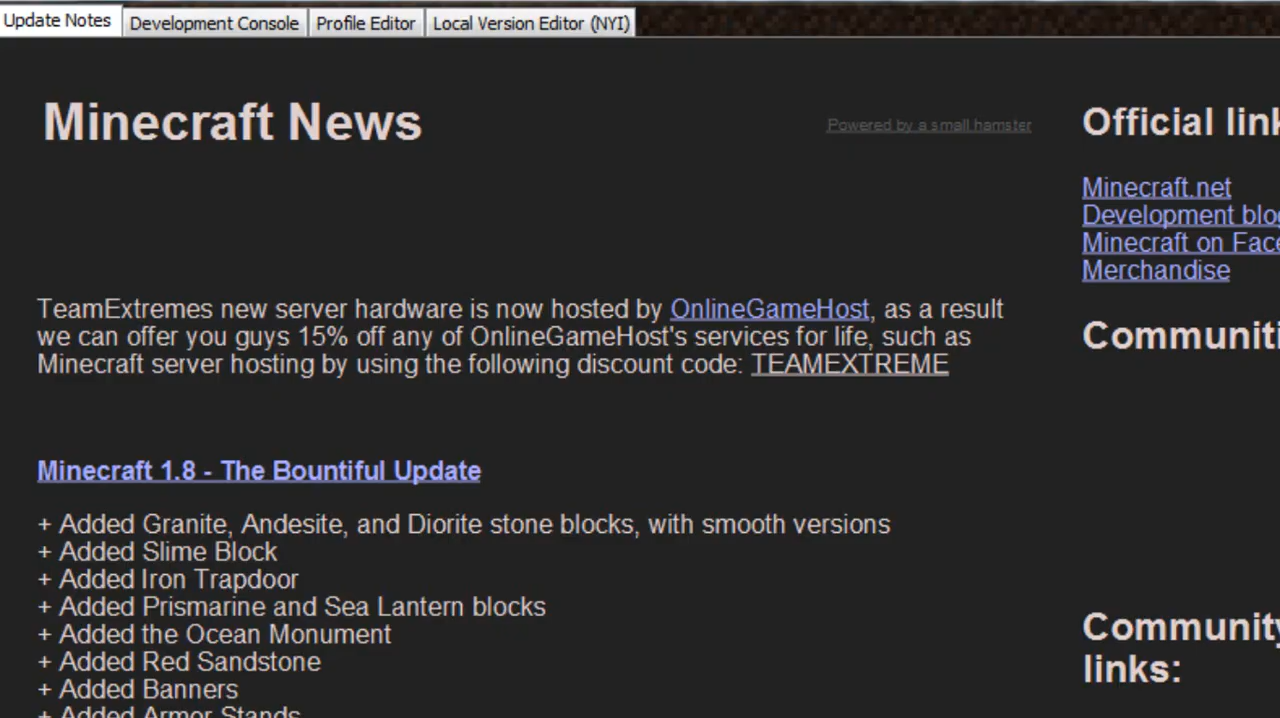 Update Notes
Development Console
Profile Editor
Local Version Editor (NYI)
Minecraft News
Powered by a small hamster
TeamExtremes new server hardware is now hosted by OnlineGameHost, as a result
we can offer you guys 15% off any of OnlineGameHost's services for life, such as
Minecraft server hosting by using the following discount code: TEAMEXTREME
Minecraft 1.8 - The Bountiful Update
+ Added Granite, Andesite, and Diorite stone blocks, with smooth versions
+ Added Slime Block
+ Added Iron Trapdoor
+ Added Prismarine and Sea Lantern blocks
+ Added the Ocean Monument
+ Added Red Sandstone
+ Added Banners
+ Added Armor Stands
Official link
Minecraft.net
Development blog
Minecraft on Face
Merchandise
Communiti
Community
links: